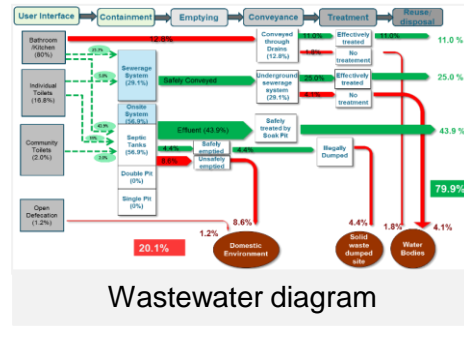 User Interface
Containment
Emptying
Conveyance
Treatment
Reuse/
disposal
Bathroom
/Kitchen
(80%)
12.8%
Conveyed
through
Drains
(12.8%)
11.0%
Effectively
treated
11.0%
11.0 %
1.8%
No
treatement
Individual
Toilets
(16.8%)
Sewerage
System
(29.1%)
Safely Conveyed
Underground
sewerage
system
(29.1%)
25.0%
Effectively
treated
25.0 %
4.1%
No
treatment
Onsite
System
(56.9%)
Effluent (43.9%)
Safely
treated by
Soak Pit
43.9 %
Community
Toilets
(2.0%)
Septic
Tanks
(56.9%)
4.4%
Safely
emptied
4.4%
Illegally
Dumped
8.6%
Unsafely
emptied
Double Pit
(0%)
79.9%
Single Pit
(0%)
Open
Defecation
(1.2%)
1.2%
8.6%
4.4%
1.8%
4.1%
20.1%
Domestic
Environment
Solid
waste
dumped
site
Water
Bodies
Wastewater diagram